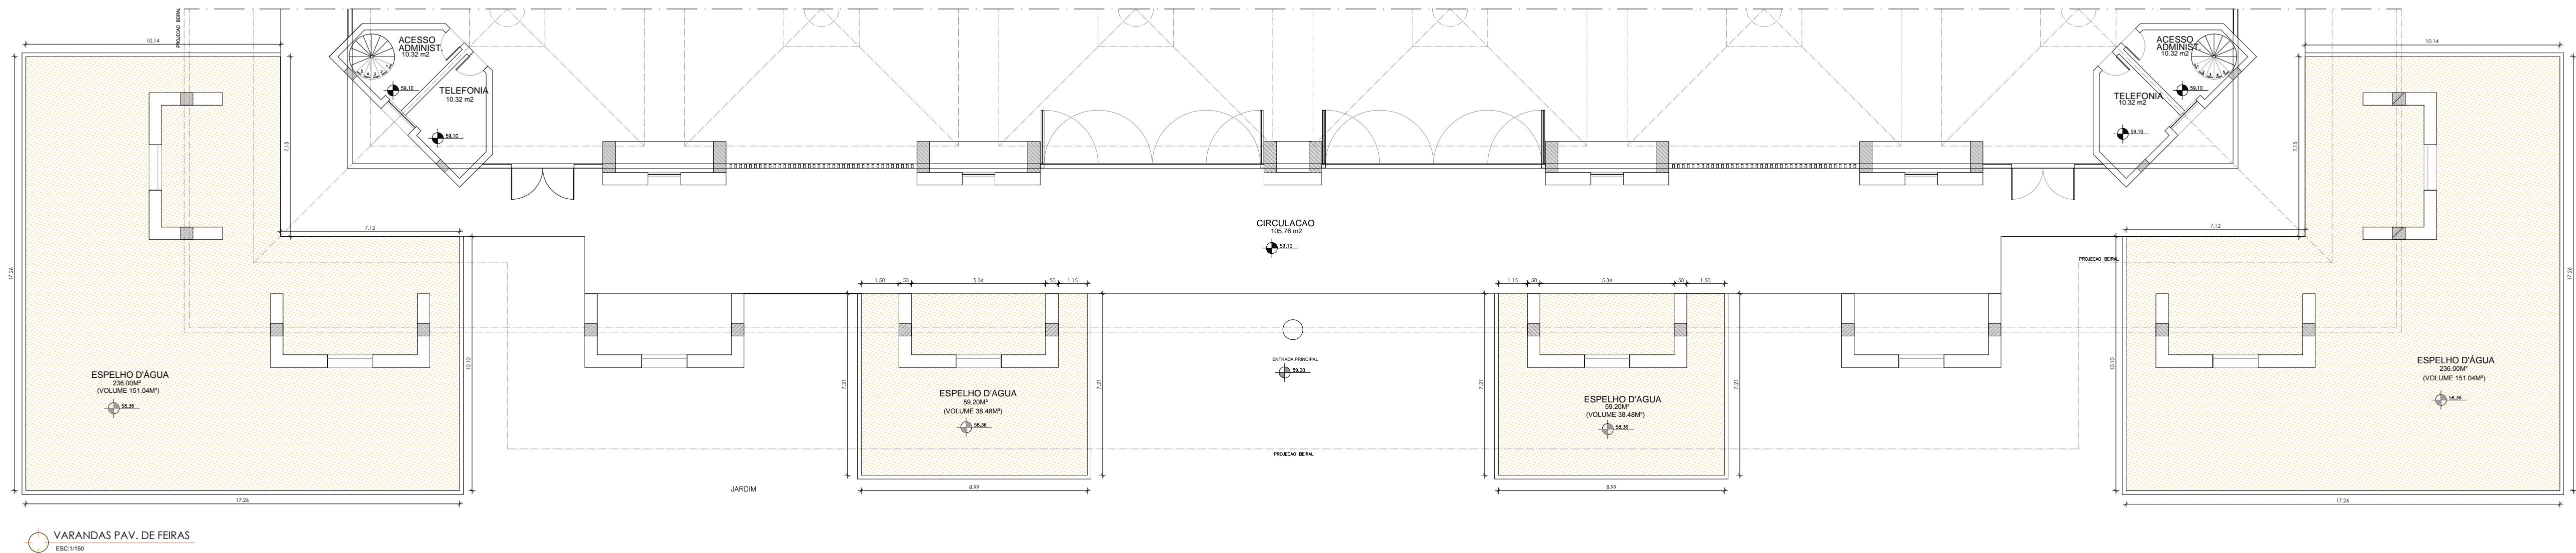 PROJECAO BEIRAL
10.14
ACESSO
ADMINIST.
10.32 m2
59,10
TELEFONIA
10.32 m2
59,10
7.15
17.26
7.12
10.10
ESPELHO D'ÁGUA
236.00M²
(VOLUME 151.04M³)
58,36
17.26
CIRCULACAO
105,76 m2
59,10
1.50
.50
5.34
.50
1.15
7.21
7.21
ESPELHO D'AGUA
59.20M²
(VOLUME 38.48M³)
58,36
8.99
ENTRADA PRINCIPAL
59,00
PROJECAO BEIRAL
JARDIM
1.15
.50
5.34
.50
1.50
7.21
7.21
ESPELHO D'AGUA
59.20M²
(VOLUME 38.48M³)
58,36
8.99
ACESSO
ADMINIST.
10.32 m2
59,10
TELEFONIA
10.32 m2
59,10
10.14
7.15
7.12
PROJECAO BEIRAL
10.10
17.26
ESPELHO D'ÁGUA
236.00M²
(VOLUME 151.04M³)
58,36
17.26
VARANDAS PAV. DE FEIRAS
ESC:1/150